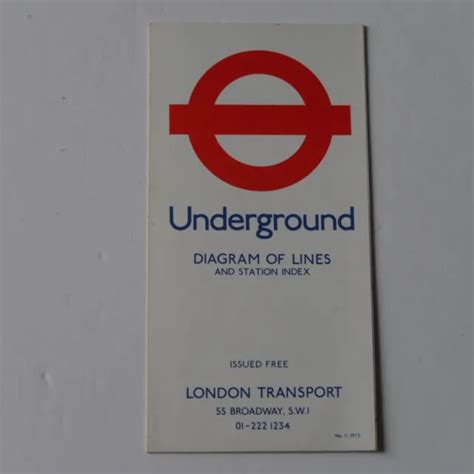 Underground
DIAGRAM OF LINES
AND STATION INDEX
ISSUED FREE
LONDON TRANSPORT
55 BROADWAY, S.W.1
01-222 1234